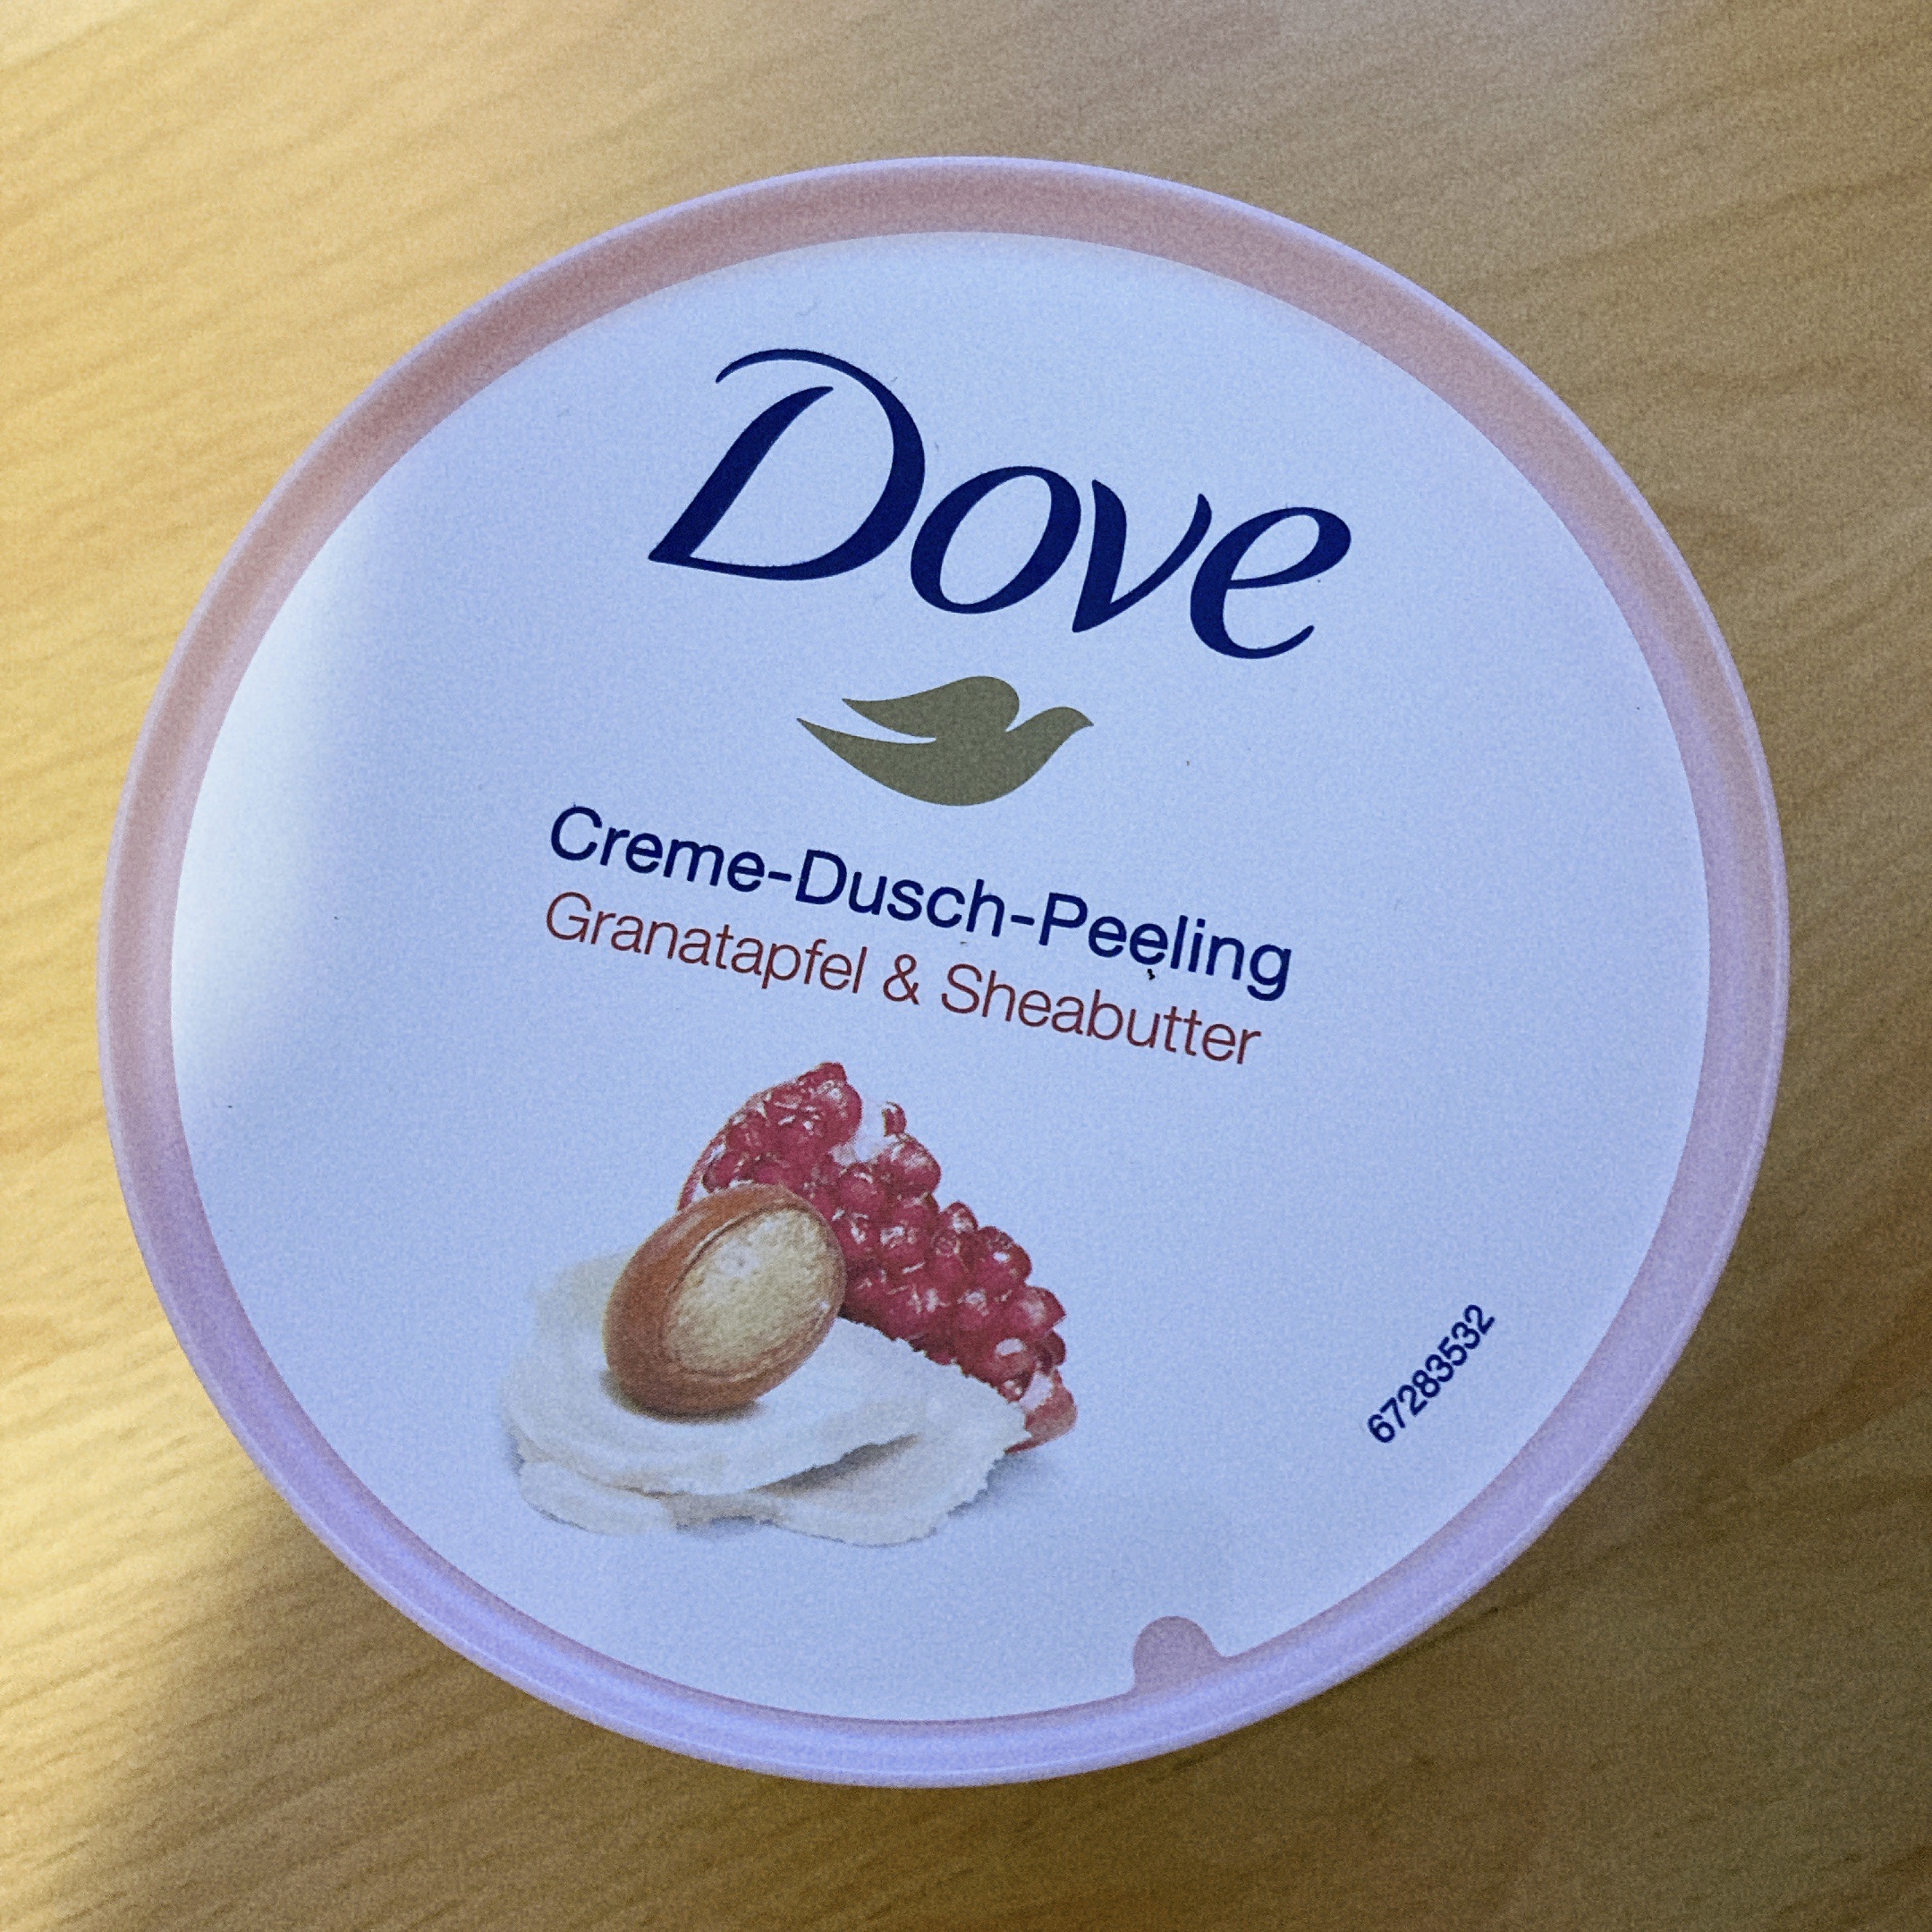 Dove
Creme-Dusch-Peeling
Granatapfel & Sheabutter
67283532